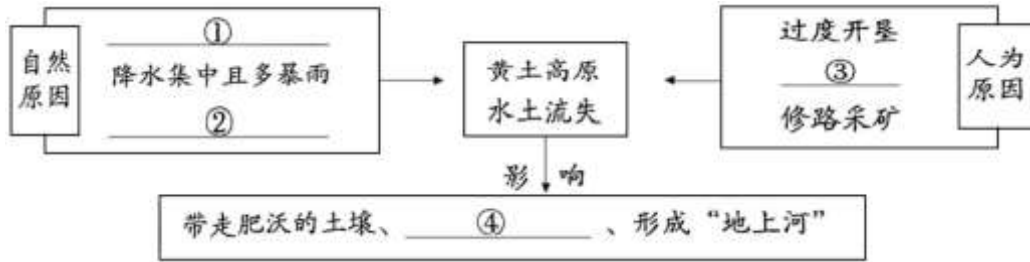 自然
原因
①
降水集中且多暴雨
②
黄土高原
水土流失
过度开垦
③
修路采矿
人为
原因
影响
带走肥沃的土壤、④、形成“地上河”